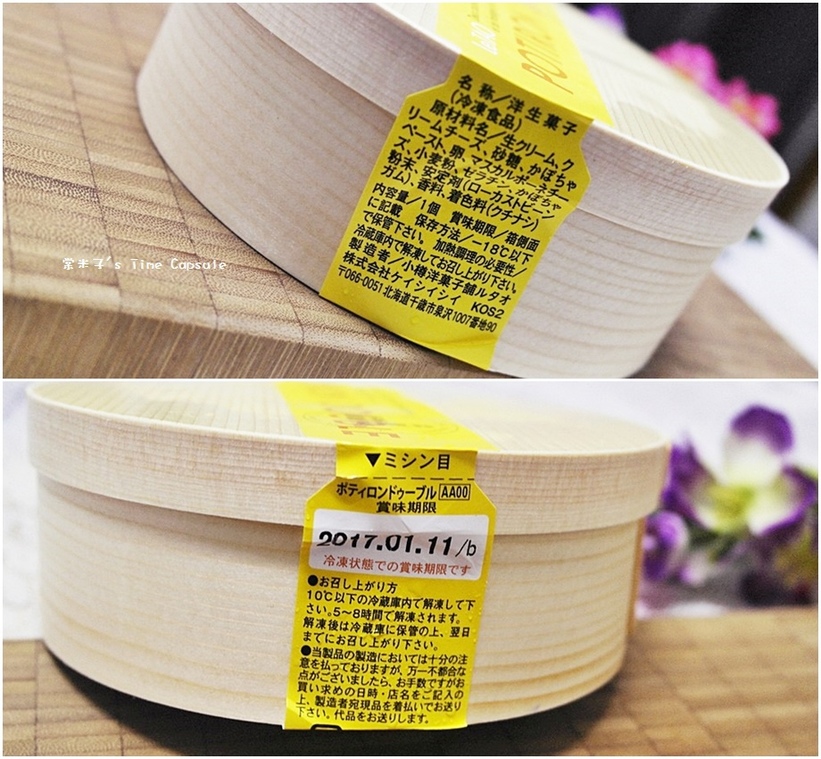 LeTAO
名 称／洋生菓子
(冷凍食品)
原材料名／生クリーム、ク
リームチーズ、砂糖、かぼちゃ
ペースト、卵、マスカルポーネチー
ズ、小麦粉、ゼラチン、かぼちゃ
粉末、安定剤(ローカストビーン
ガム)、香料、着色料(クチナシ)
内容量／1個 賞味期限／箱側面
に記載 保存方法／−18℃以下
で保管下さい。加熱調理の必要性／
冷蔵庫内で解凍してお召し上がり下さい。
製造者／小樽洋菓子舗ルタオ
株式会社ケイシイシイ KOS2
〒066-0051 北海道千歳市泉沢1007番地90
常米子's Time Capsule
▼ミシン目
ポティロンドゥーブル AA00
賞味期限
2017.01.11/b
冷凍状態での賞味期限です
●お召し上がり方
10℃以下の冷蔵庫内で解凍して下
さい。5〜8時間で解凍されます。
解凍後は冷蔵庫に保管の上、翌日
までにお召し上がり下さい。
●当製品の製造においては十分の注
意を払っておりますが、万一不都合な
点がございましたら、お手数ですがお
買い求めの日時・店名をご記入の
上、製造者宛現品を着払いでお送り
下さい。代品をお送りします。